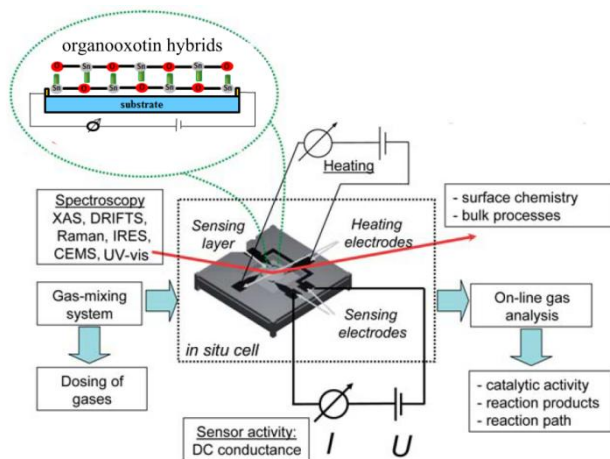 organooxotin hybrids
Sn Sn Sn
O O O O
Sn O Sn O Sn O Sn
substrate
Heating
Spectroscopy
XAS, DRIFTS,
Raman, IRES,
CEMS, UV-vis
Sensing
layer
Heating
electrodes
- surface chemistry
- bulk processes
Gas-mixing
system
Sensing
electrodes
in situ cell
On-line gas
analysis
Dosing of
gases
- catalytic activity
- reaction products
- reaction path
Sensor activity:
DC conductance
I
U